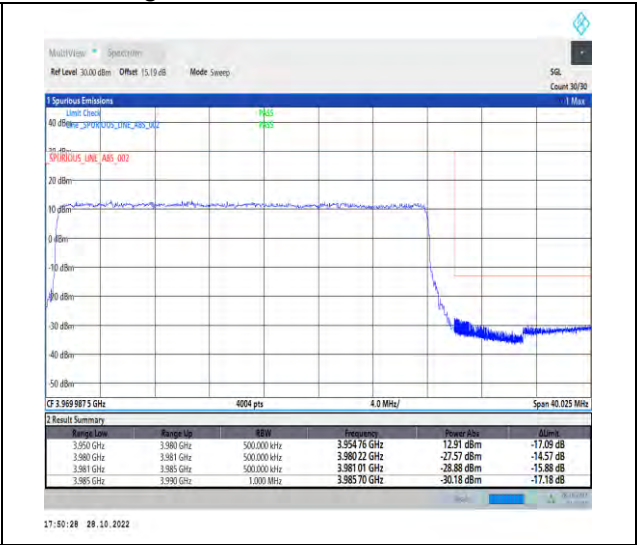 MultiView Spectrum
Ref Level 30.00 dBm Offset 15.19 dB Mode Sweep SGL
Count 30/30
1 Spurious Emissions 1 Max
Limit Check PASS
40 dBm Line _SPURIOUS_LINE_ABS_002 PASS
_SPURIOUS_LINE_ABS_002
20 dBm
10 dBm
0 dBm
-10 dBm
-20 dBm
-30 dBm
-40 dBm
-50 dBm
CF 3.969 987 5 GHz 4004 pts 4.0 MHz/ Span 40.025 MHz
2 Result Summary
Range Low Range Up RBW Frequency Power Abs ΔLimit
3.950 GHz 3.980 GHz 500.000 kHz 3.954 76 GHz 12.91 dBm -17.09 dB
3.980 GHz 3.981 GHz 500.000 kHz 3.980 22 GHz -27.57 dBm -14.57 dB
3.981 GHz 3.985 GHz 500.000 kHz 3.981 01 GHz -28.88 dBm -15.88 dB
3.985 GHz 3.990 GHz 1.000 MHz 3.985 70 GHz -30.18 dBm -17.18 dB
17:50:28 28.10.2022